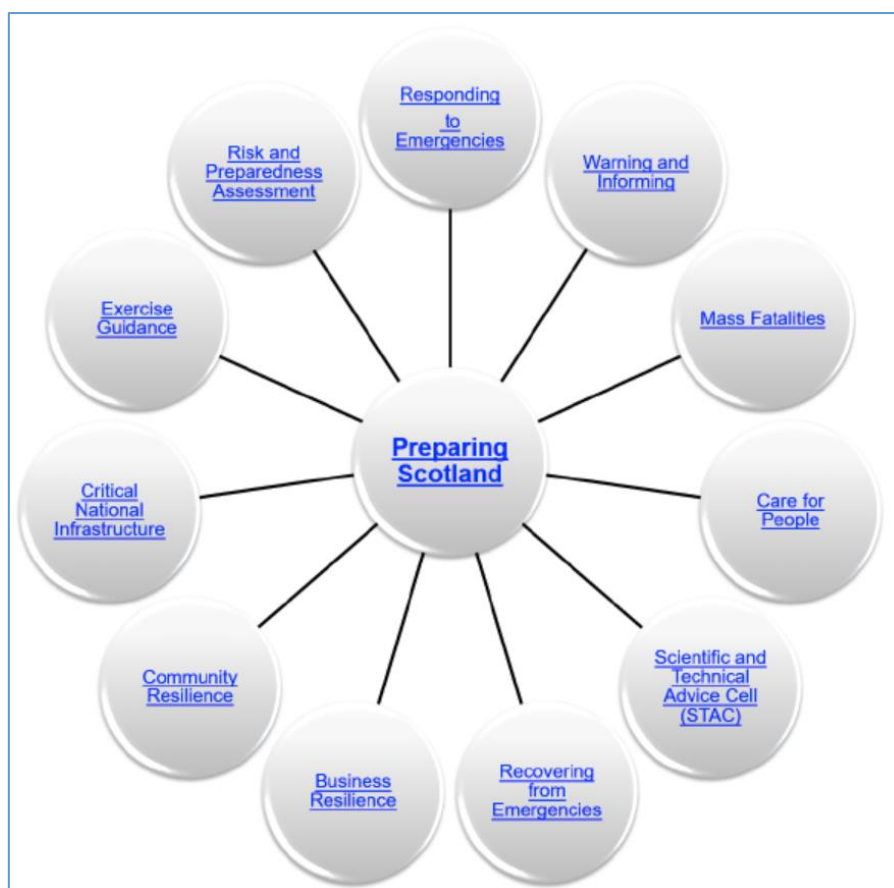 Responding
to
Emergencies
Warning and
Informing
Mass Fatalities
Care for
People
Scientific and
Technical
Advice Cell
(STAC)
Recovering
from
Emergencies
Business
Resilience
Community
Resilience
Critical
National
Infrastructure
Exercise
Guidance
Risk and
Preparedness
Assessment
Preparing
Scotland